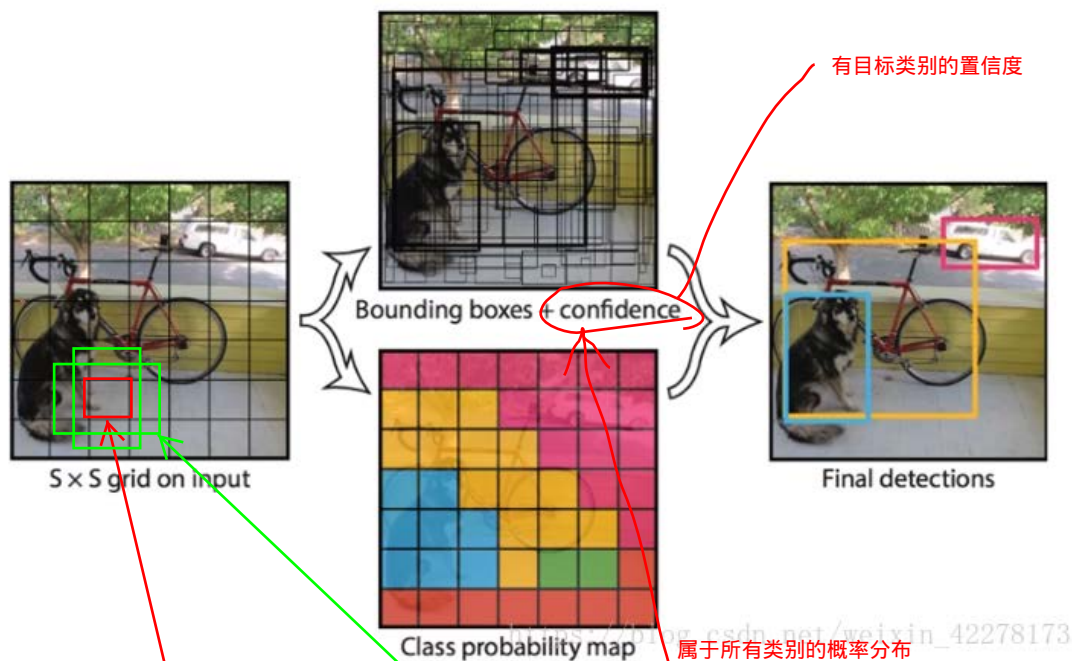 有目标类别的置信度
Bounding boxes + confidence
S × S grid on input
Final detections
https://blog.csdn.net/weixin_42278173
Class probability map
属于所有类别的概率分布